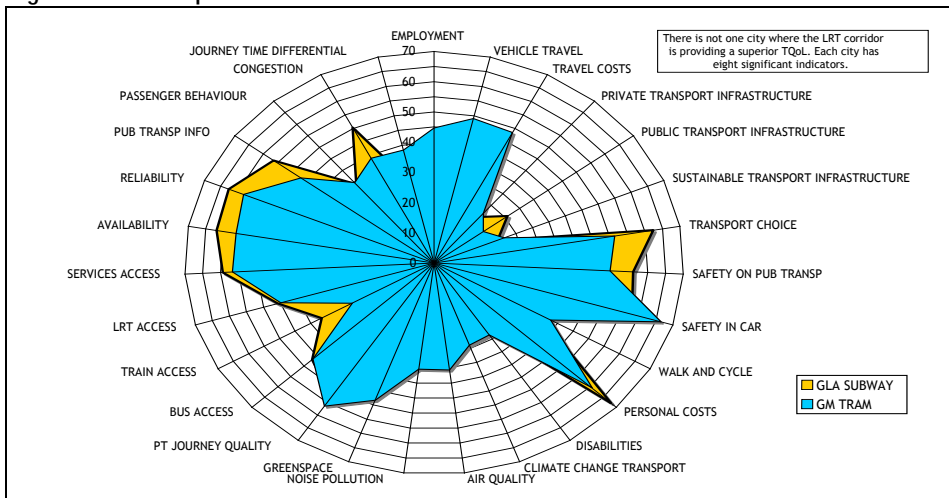 EMPLOYMENT
VEHICLE TRAVEL
TRAVEL COSTS
PRIVATE TRANSPORT INFRASTRUCTURE
PUBLIC TRANSPORT INFRASTRUCTURE
SUSTAINABLE TRANSPORT INFRASTRUCTURE
TRANSPORT CHOICE
SAFETY ON PUB TRANSP
SAFETY IN CAR
WALK AND CYCLE
PERSONAL COSTS
DISABILITIES
CLIMATE CHANGE TRANSPORT
AIR QUALITY
NOISE POLLUTION
GREENSPACE
PT JOURNEY QUALITY
BUS ACCESS
TRAIN ACCESS
LRT ACCESS
SERVICES ACCESS
AVAILABILITY
RELIABILITY
PUB TRANSP INFO
PASSENGER BEHAVIOUR
CONGESTION
JOURNEY TIME DIFFERENTIAL
70
60
50
40
30
20
10
0
There is not one city where the LRT corridor
is providing a superior TQoL. Each city has
eight significant indicators.
GLA SUBWAY
GM TRAM